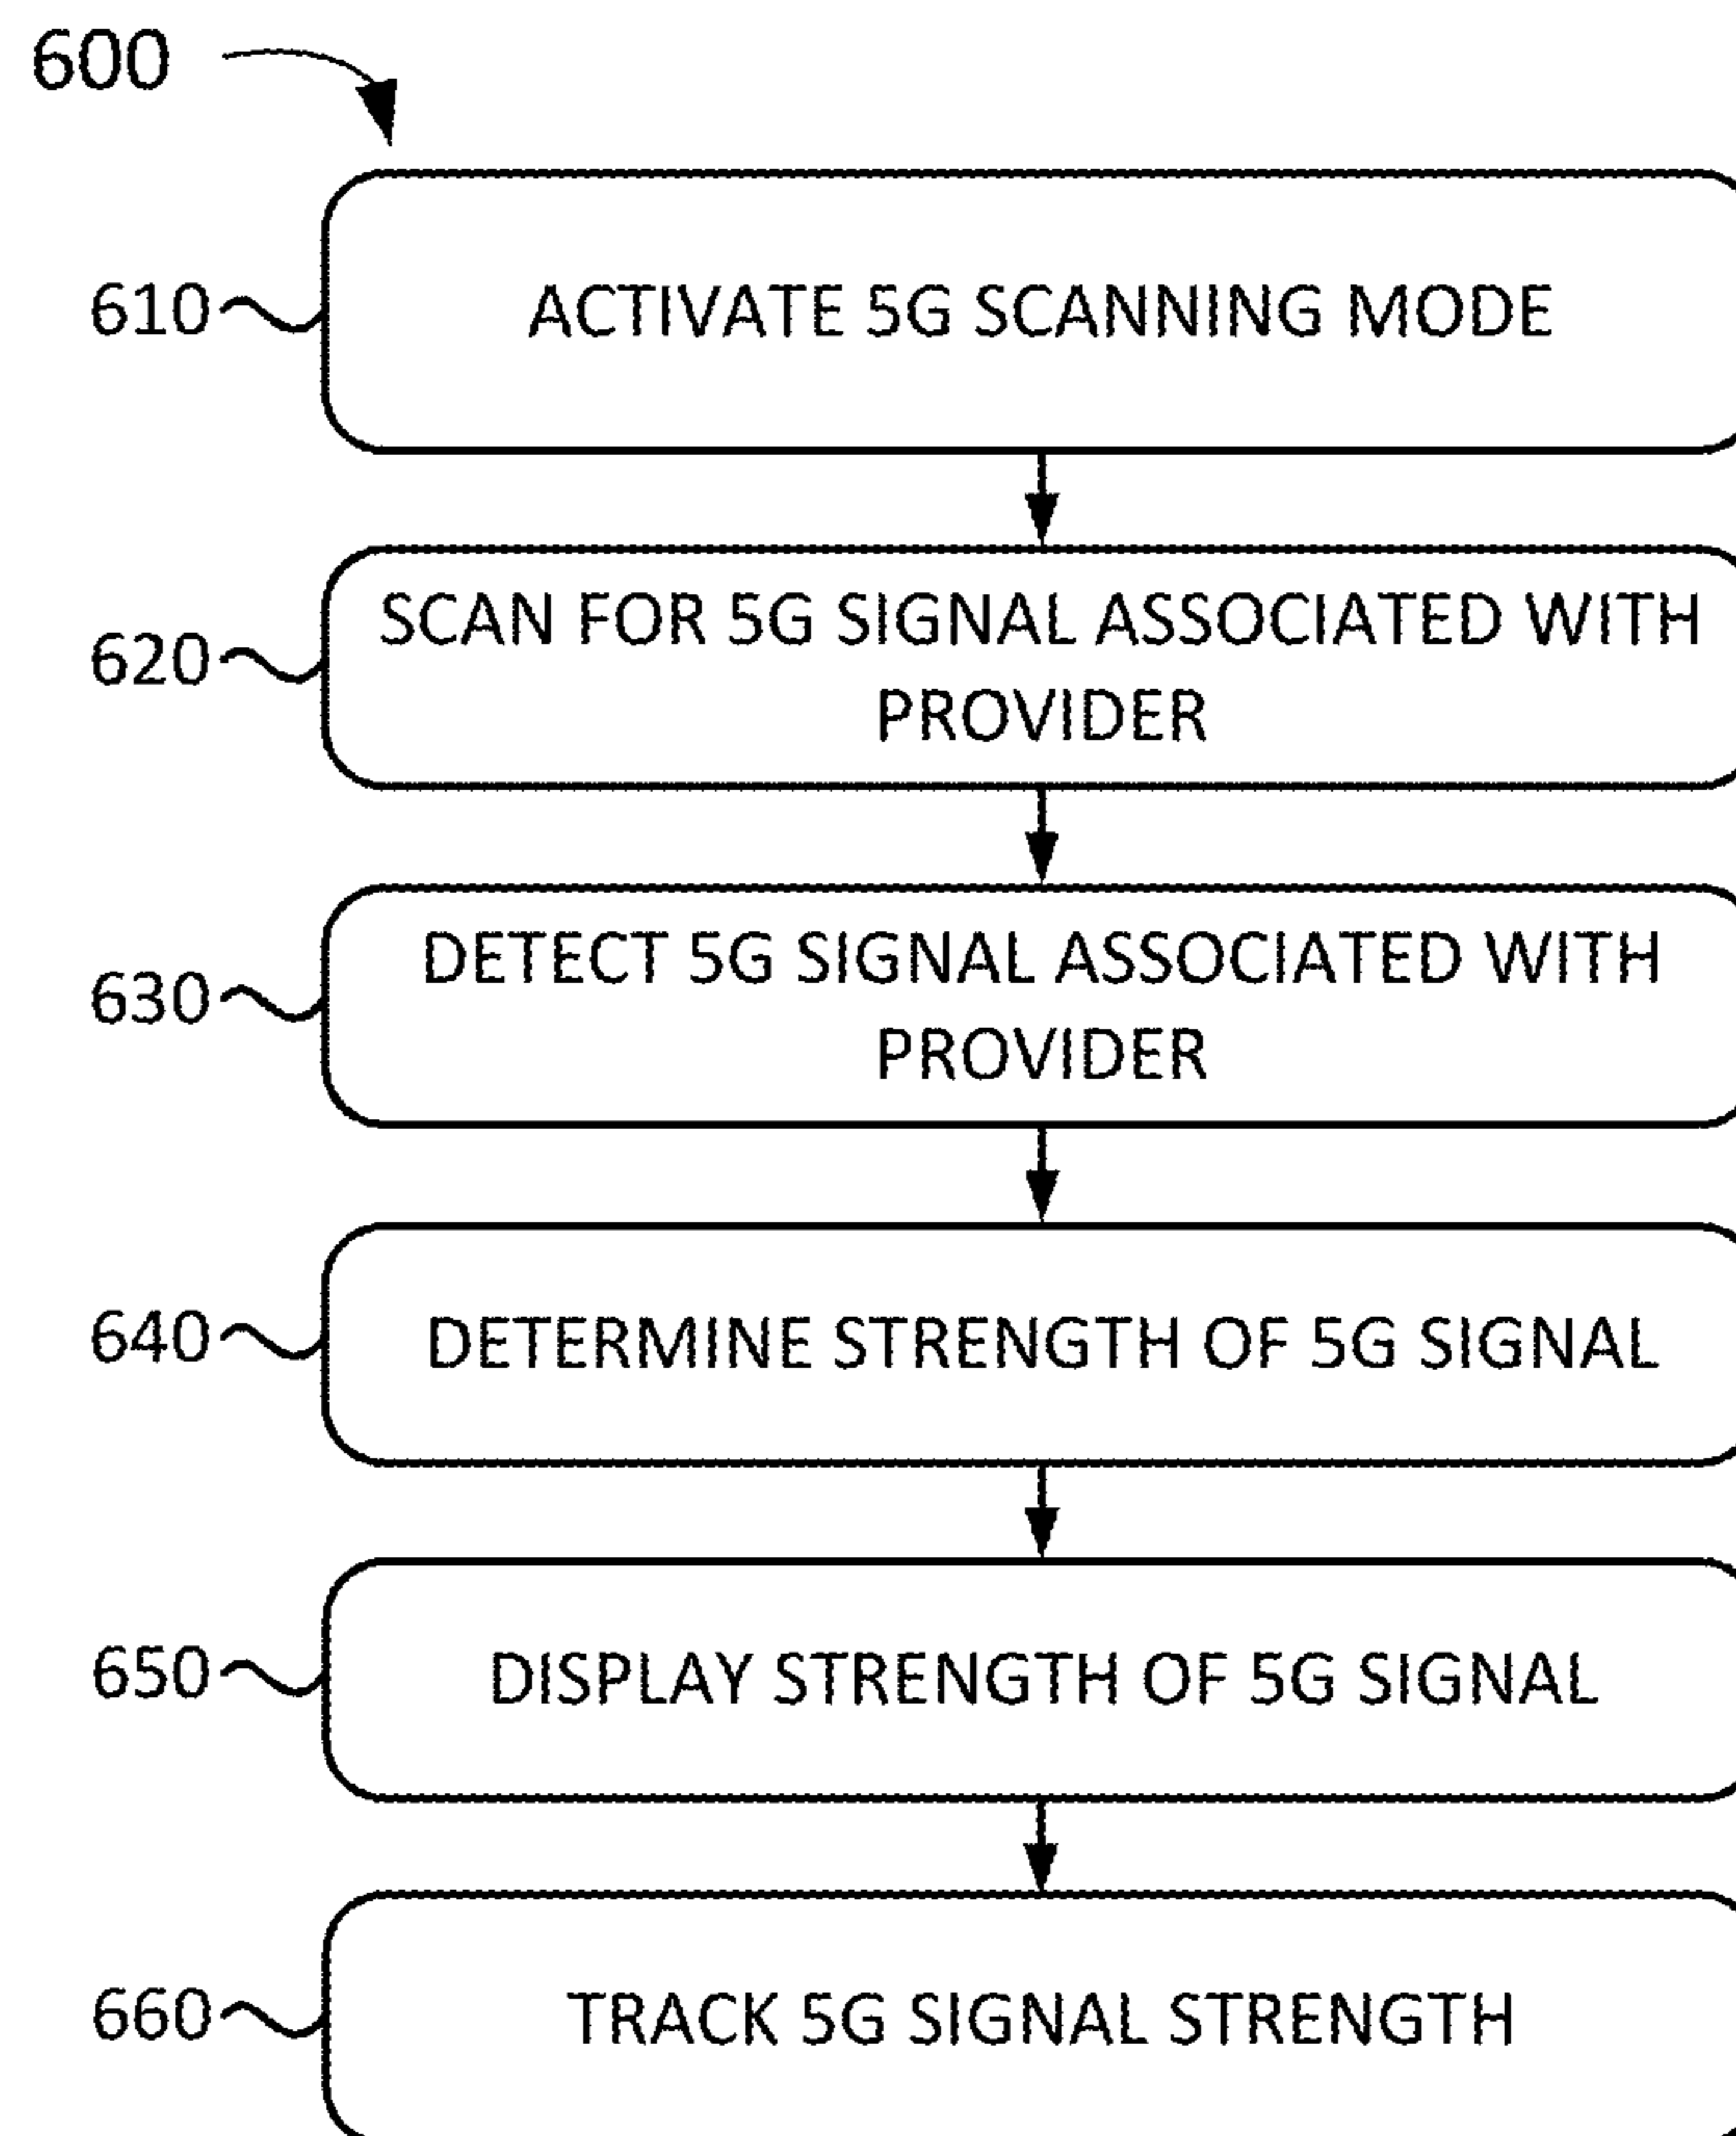 600
610 ACTIVATE 5G SCANNING MODE
620 SCAN FOR 5G SIGNAL ASSOCIATED WITH
PROVIDER
630 DETECT 5G SIGNAL ASSOCIATED WITH
PROVIDER
640 DETERMINE STRENGTH OF 5G SIGNAL
650 DISPLAY STRENGTH OF 5G SIGNAL
660 TRACK 5G SIGNAL STRENGTH